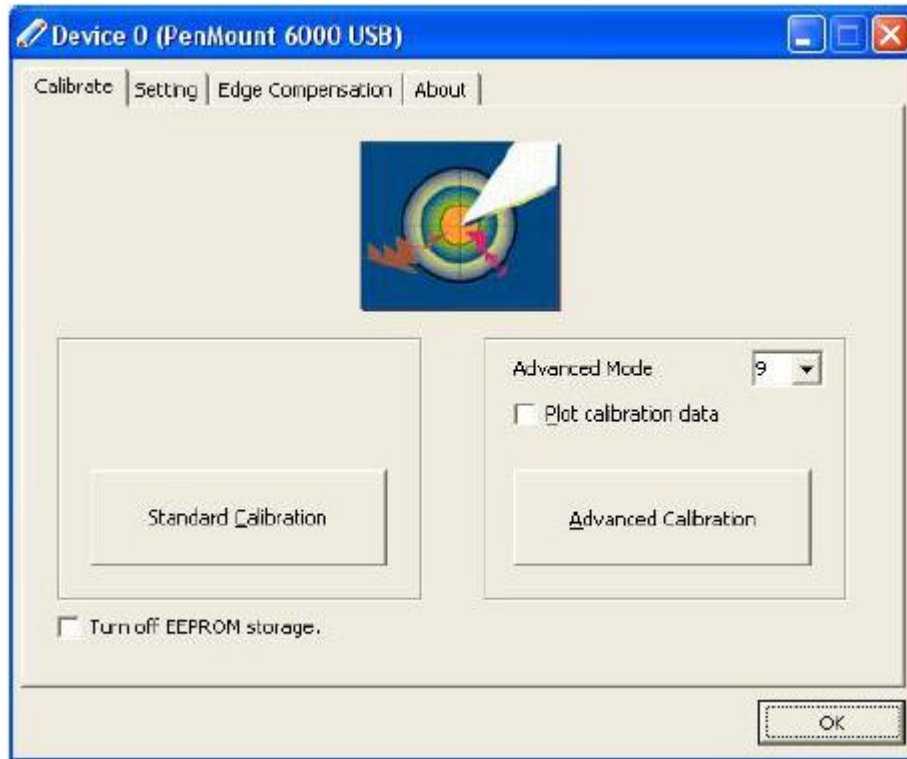 Device 0 (PenMount 6000 USB)
Calibrate Setting Edge Compensation About
Advanced Mode 9
Plot calibration data
Standard Calibration
Advanced Calibration
Turn off EEPROM storage.
OK